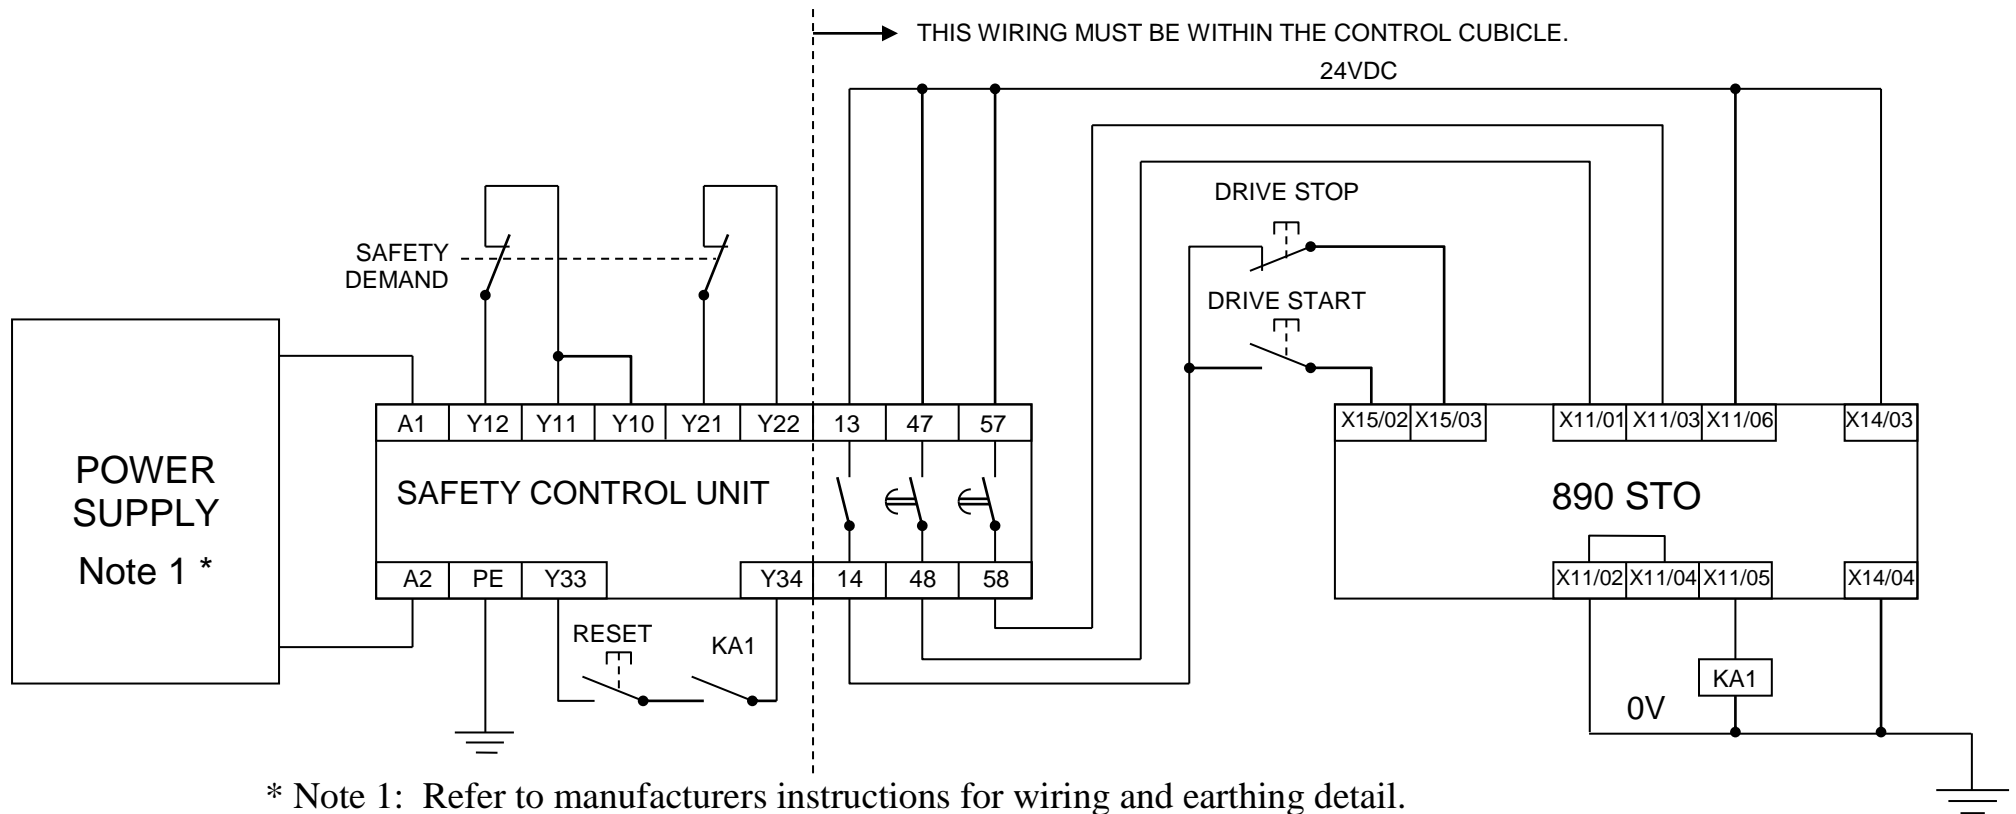 THIS WIRING MUST BE WITHIN THE CONTROL CUBICLE.
24VDC
DRIVE STOP
SAFETY
DEMAND
DRIVE START
A1 Y12 Y11 Y10 Y21 Y22 13 47 57
X15/02 X15/03 X11/01 X11/03 X11/06 X14/03
POWER
SUPPLY
Note 1 *
SAFETY CONTROL UNIT
890 STO
A2 PE Y33 Y34 14 48 58
X11/02 X11/04 X11/05 X14/04
RESET
KA1
KA1
0V
* Note 1: Refer to manufacturers instructions for wiring and earthing detail.